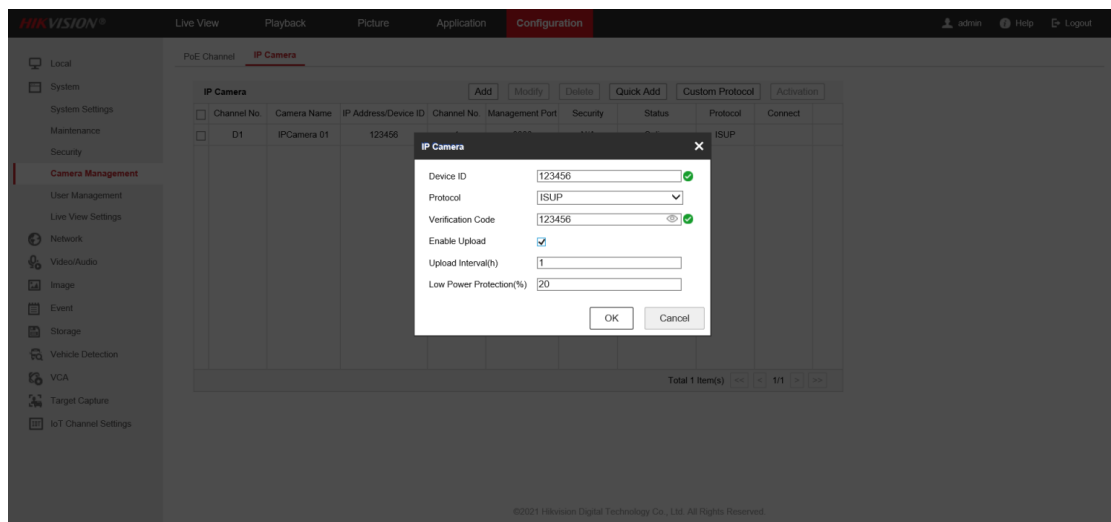 HIKVISION® Live View Playback Picture Application Configuration admin Help Logout
PoE Channel IP Camera
Local
System
System Settings
Maintenance
Security
Camera Management
User Management
Live View Settings
Network
Video/Audio
Image
Event
Storage
Vehicle Detection
VCA
Target Capture
IoT Channel Settings
IP Camera Add Modify Delete Quick Add Custom Protocol Activation
Channel No. Camera Name IP Address/Device ID Channel No. Management Port Security Status Protocol Connect
D1 IPCamera 01 123456 ISUP
IP Camera
Device ID 123456
Protocol ISUP
Verification Code 123456
Enable Upload
Upload Interval(h) 1
Low Power Protection(%) 20
OK Cancel
Total 1 Item(s) << < 1/1 > >>
©2021 Hikvision Digital Technology Co., Ltd. All Rights Reserved.